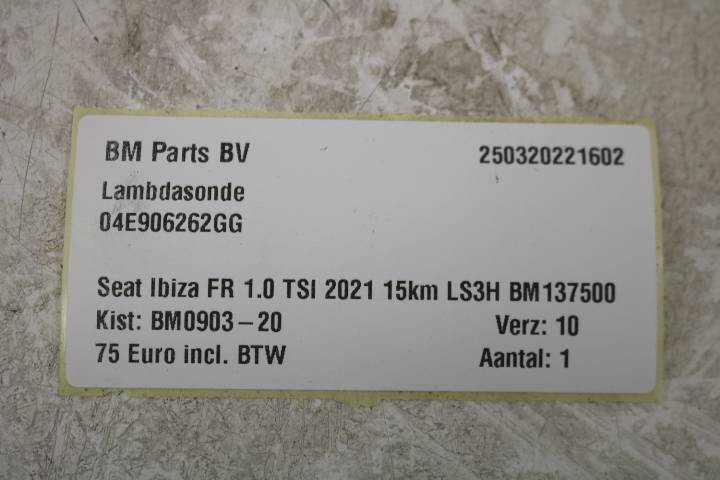 BM Parts BV 250320221602
Lambdasonde
04E906262GG
Seat Ibiza FR 1.0 TSI 2021 15km LS3H BM137500
Kist: BM0903-20 Verz: 10
75 Euro incl. BTW Aantal: 1